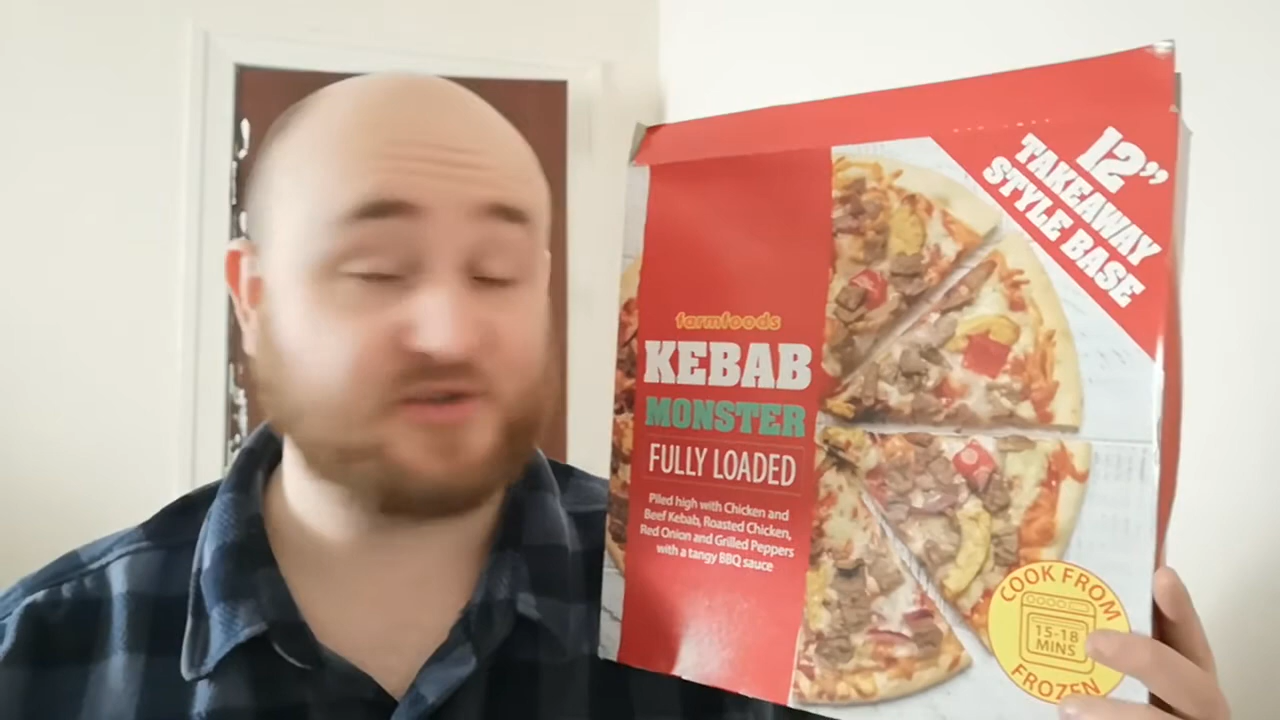 12”
TAKEAWAY
STYLE BASE
farmfoods
KEBAB
MONSTER
FULLY LOADED
Piled high with Chicken and
Beef Kebab, Roasted Chicken,
Red Onion and Grilled Peppers
with a tangy BBQ sauce
COOK FROM
15-18
MINS
FROZEN